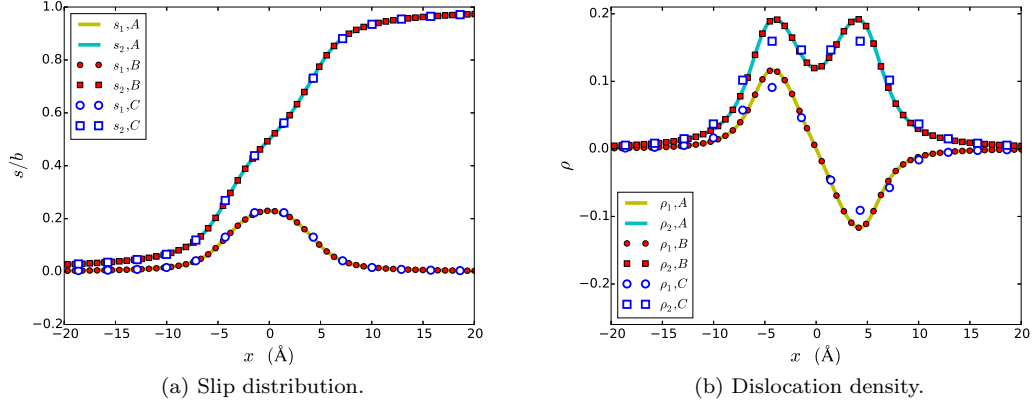 s₁, A
s₂, A
s₁, B
s₂, B
s₁, C
s₂, C
1.0
0.8
0.6
0.4
0.2
0.0
−0.2
s/b
−20 −15 −10 −5 0 5 10 15 20
x (Å)
(a) Slip distribution.
0.2
0.1
0.0
−0.1
−0.2
ρ
ρ₁, A
ρ₂, A
ρ₁, B
ρ₂, B
ρ₁, C
ρ₂, C
−20 −15 −10 −5 0 5 10 15 20
x (Å)
(b) Dislocation density.